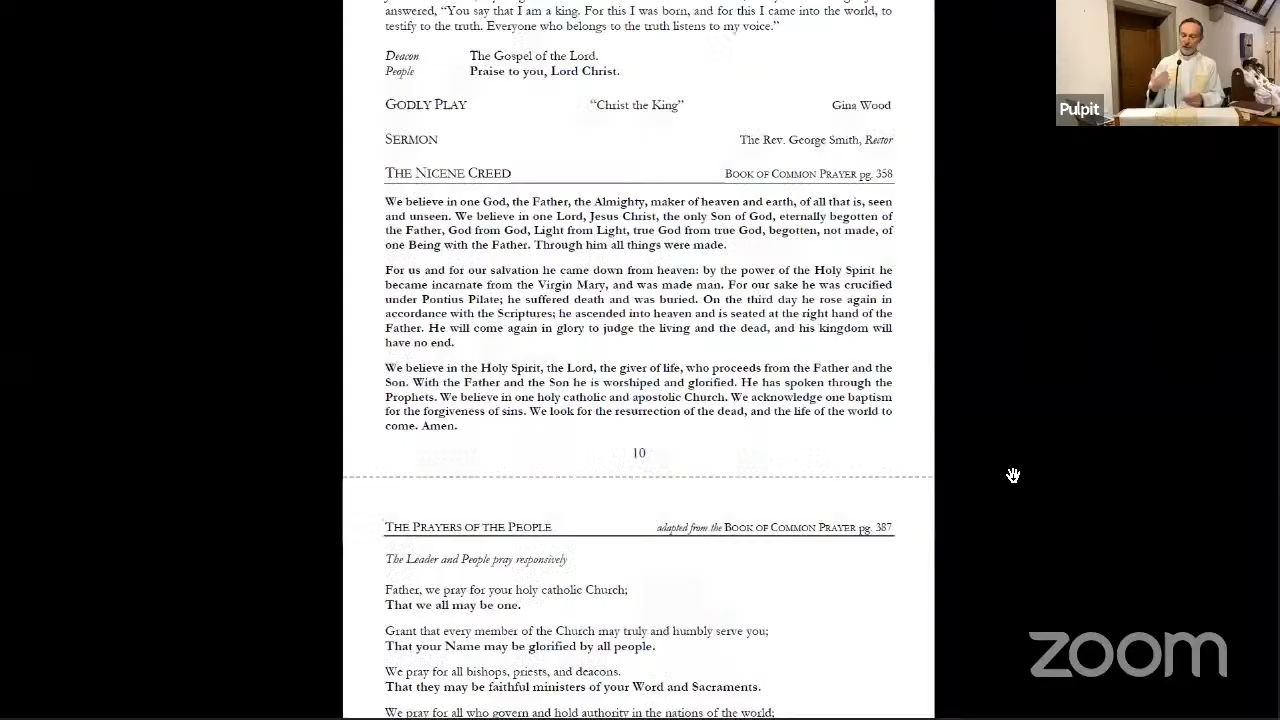 answered, “You say that I am a king. For this I was born, and for this I came into the world, to
testify to the truth. Everyone who belongs to the truth listens to my voice.”
Deacon The Gospel of the Lord.
People Praise to you, Lord Christ.
GODLY PLAY “Christ the King” Gina Wood
SERMON The Rev. George Smith, Rector
THE NICENE CREED BOOK OF COMMON PRAYER pg. 358
We believe in one God, the Father, the Almighty, maker of heaven and earth, of all that is, seen
and unseen. We believe in one Lord, Jesus Christ, the only Son of God, eternally begotten of
the Father, God from God, Light from Light, true God from true God, begotten, not made, of
one Being with the Father. Through him all things were made.
For us and for our salvation he came down from heaven: by the power of the Holy Spirit he
became incarnate from the Virgin Mary, and was made man. For our sake he was crucified
under Pontius Pilate; he suffered death and was buried. On the third day he rose again in
accordance with the Scriptures; he ascended into heaven and is seated at the right hand of the
Father. He will come again in glory to judge the living and the dead, and his kingdom will
have no end.
We believe in the Holy Spirit, the Lord, the giver of life, who proceeds from the Father and the
Son. With the Father and the Son he is worshiped and glorified. He has spoken through the
Prophets. We believe in one holy catholic and apostolic Church. We acknowledge one baptism
for the forgiveness of sins. We look for the resurrection of the dead, and the life of the world to
come. Amen.
10
THE PRAYERS OF THE PEOPLE adapted from the BOOK OF COMMON PRAYER pg. 387
The Leader and People pray responsively
Father, we pray for your holy catholic Church;
That we all may be one.
Grant that every member of the Church may truly and humbly serve you;
That your Name may be glorified by all people.
We pray for all bishops, priests, and deacons.
That they may be faithful ministers of your Word and Sacraments.
We pray for all who govern and hold authority in the nations of the world;
Pulpit
zoom